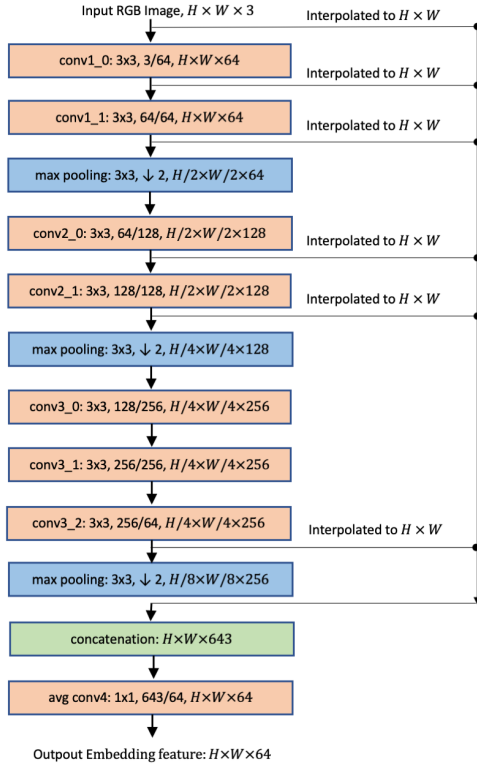 Input RGB Image, H × W × 3
Interpolated to H × W
conv1_0: 3x3, 3/64, H×W×64
Interpolated to H × W
conv1_1: 3x3, 64/64, H×W×64
Interpolated to H × W
max pooling: 3x3, ↓ 2, H/2×W/2×64
conv2_0: 3x3, 64/128, H/2×W/2×128
Interpolated to H × W
conv2_1: 3x3, 128/128, H/2×W/2×128
Interpolated to H × W
max pooling: 3x3, ↓ 2, H/4×W/4×128
conv3_0: 3x3, 128/256, H/4×W/4×256
conv3_1: 3x3, 256/256, H/4×W/4×256
conv3_2: 3x3, 256/64, H/4×W/4×256
Interpolated to H × W
max pooling: 3x3, ↓ 2, H/8×W/8×256
concatenation: H×W×643
avg conv4: 1x1, 643/64, H×W×64
Outpout Embedding feature: H×W×64